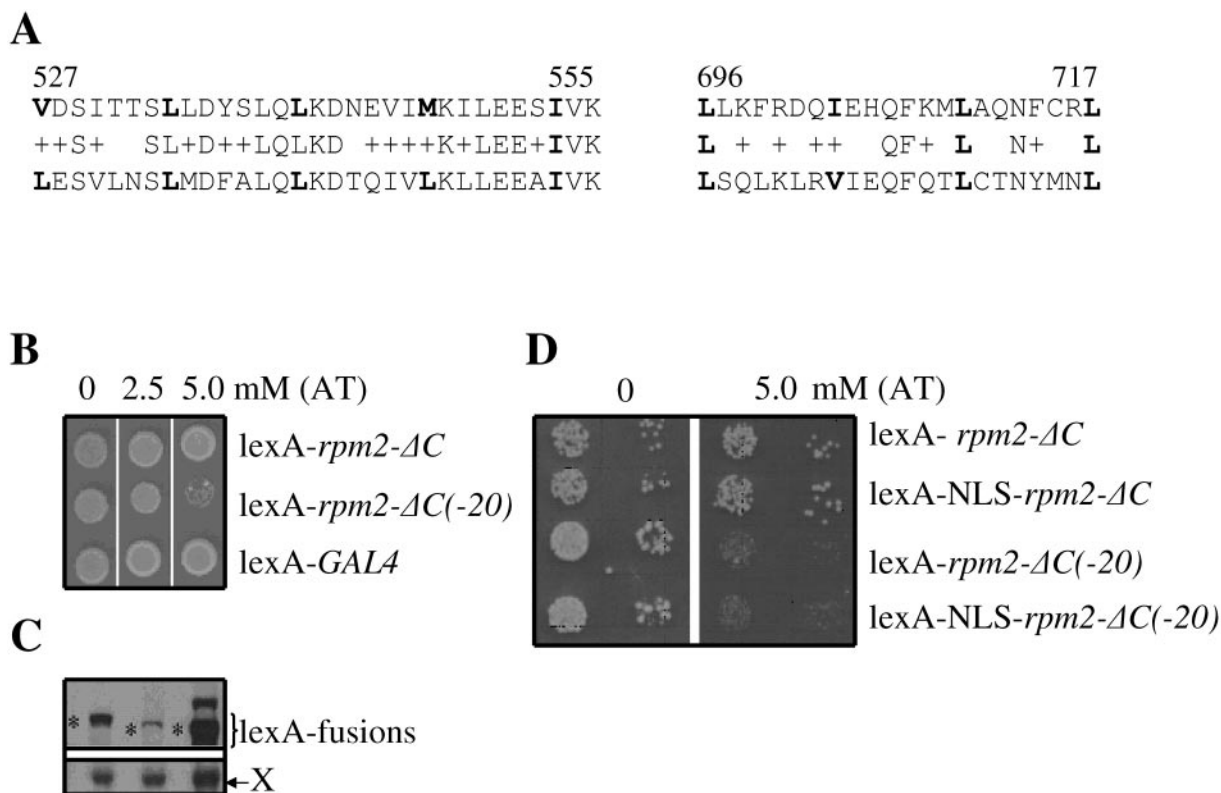 A
527 555 696 717
VDSITTSLLDYSLQLKDNEVIMKILEESIVK LLKFRDQIEHQFKMLAQNFCRL
++S+ SL+D++LQLKD ++++K+LEE+IVK L + + ++ QF+ L N+ L
LESVLNSLMDFALQLKDTQIVLKLLEEAIVK LSQLKLRVIEQFQTLCTNYMNL
B
0 2.5 5.0 mM (AT)
lexA-rpm2-ΔC
lexA-rpm2-ΔC(-20)
lexA-GAL4
C
* * * lexA-fusions
X
D
0 5.0 mM (AT)
lexA- rpm2-ΔC
lexA-NLS-rpm2-ΔC
lexA-rpm2-ΔC(-20)
lexA-NLS-rpm2-ΔC(-20)